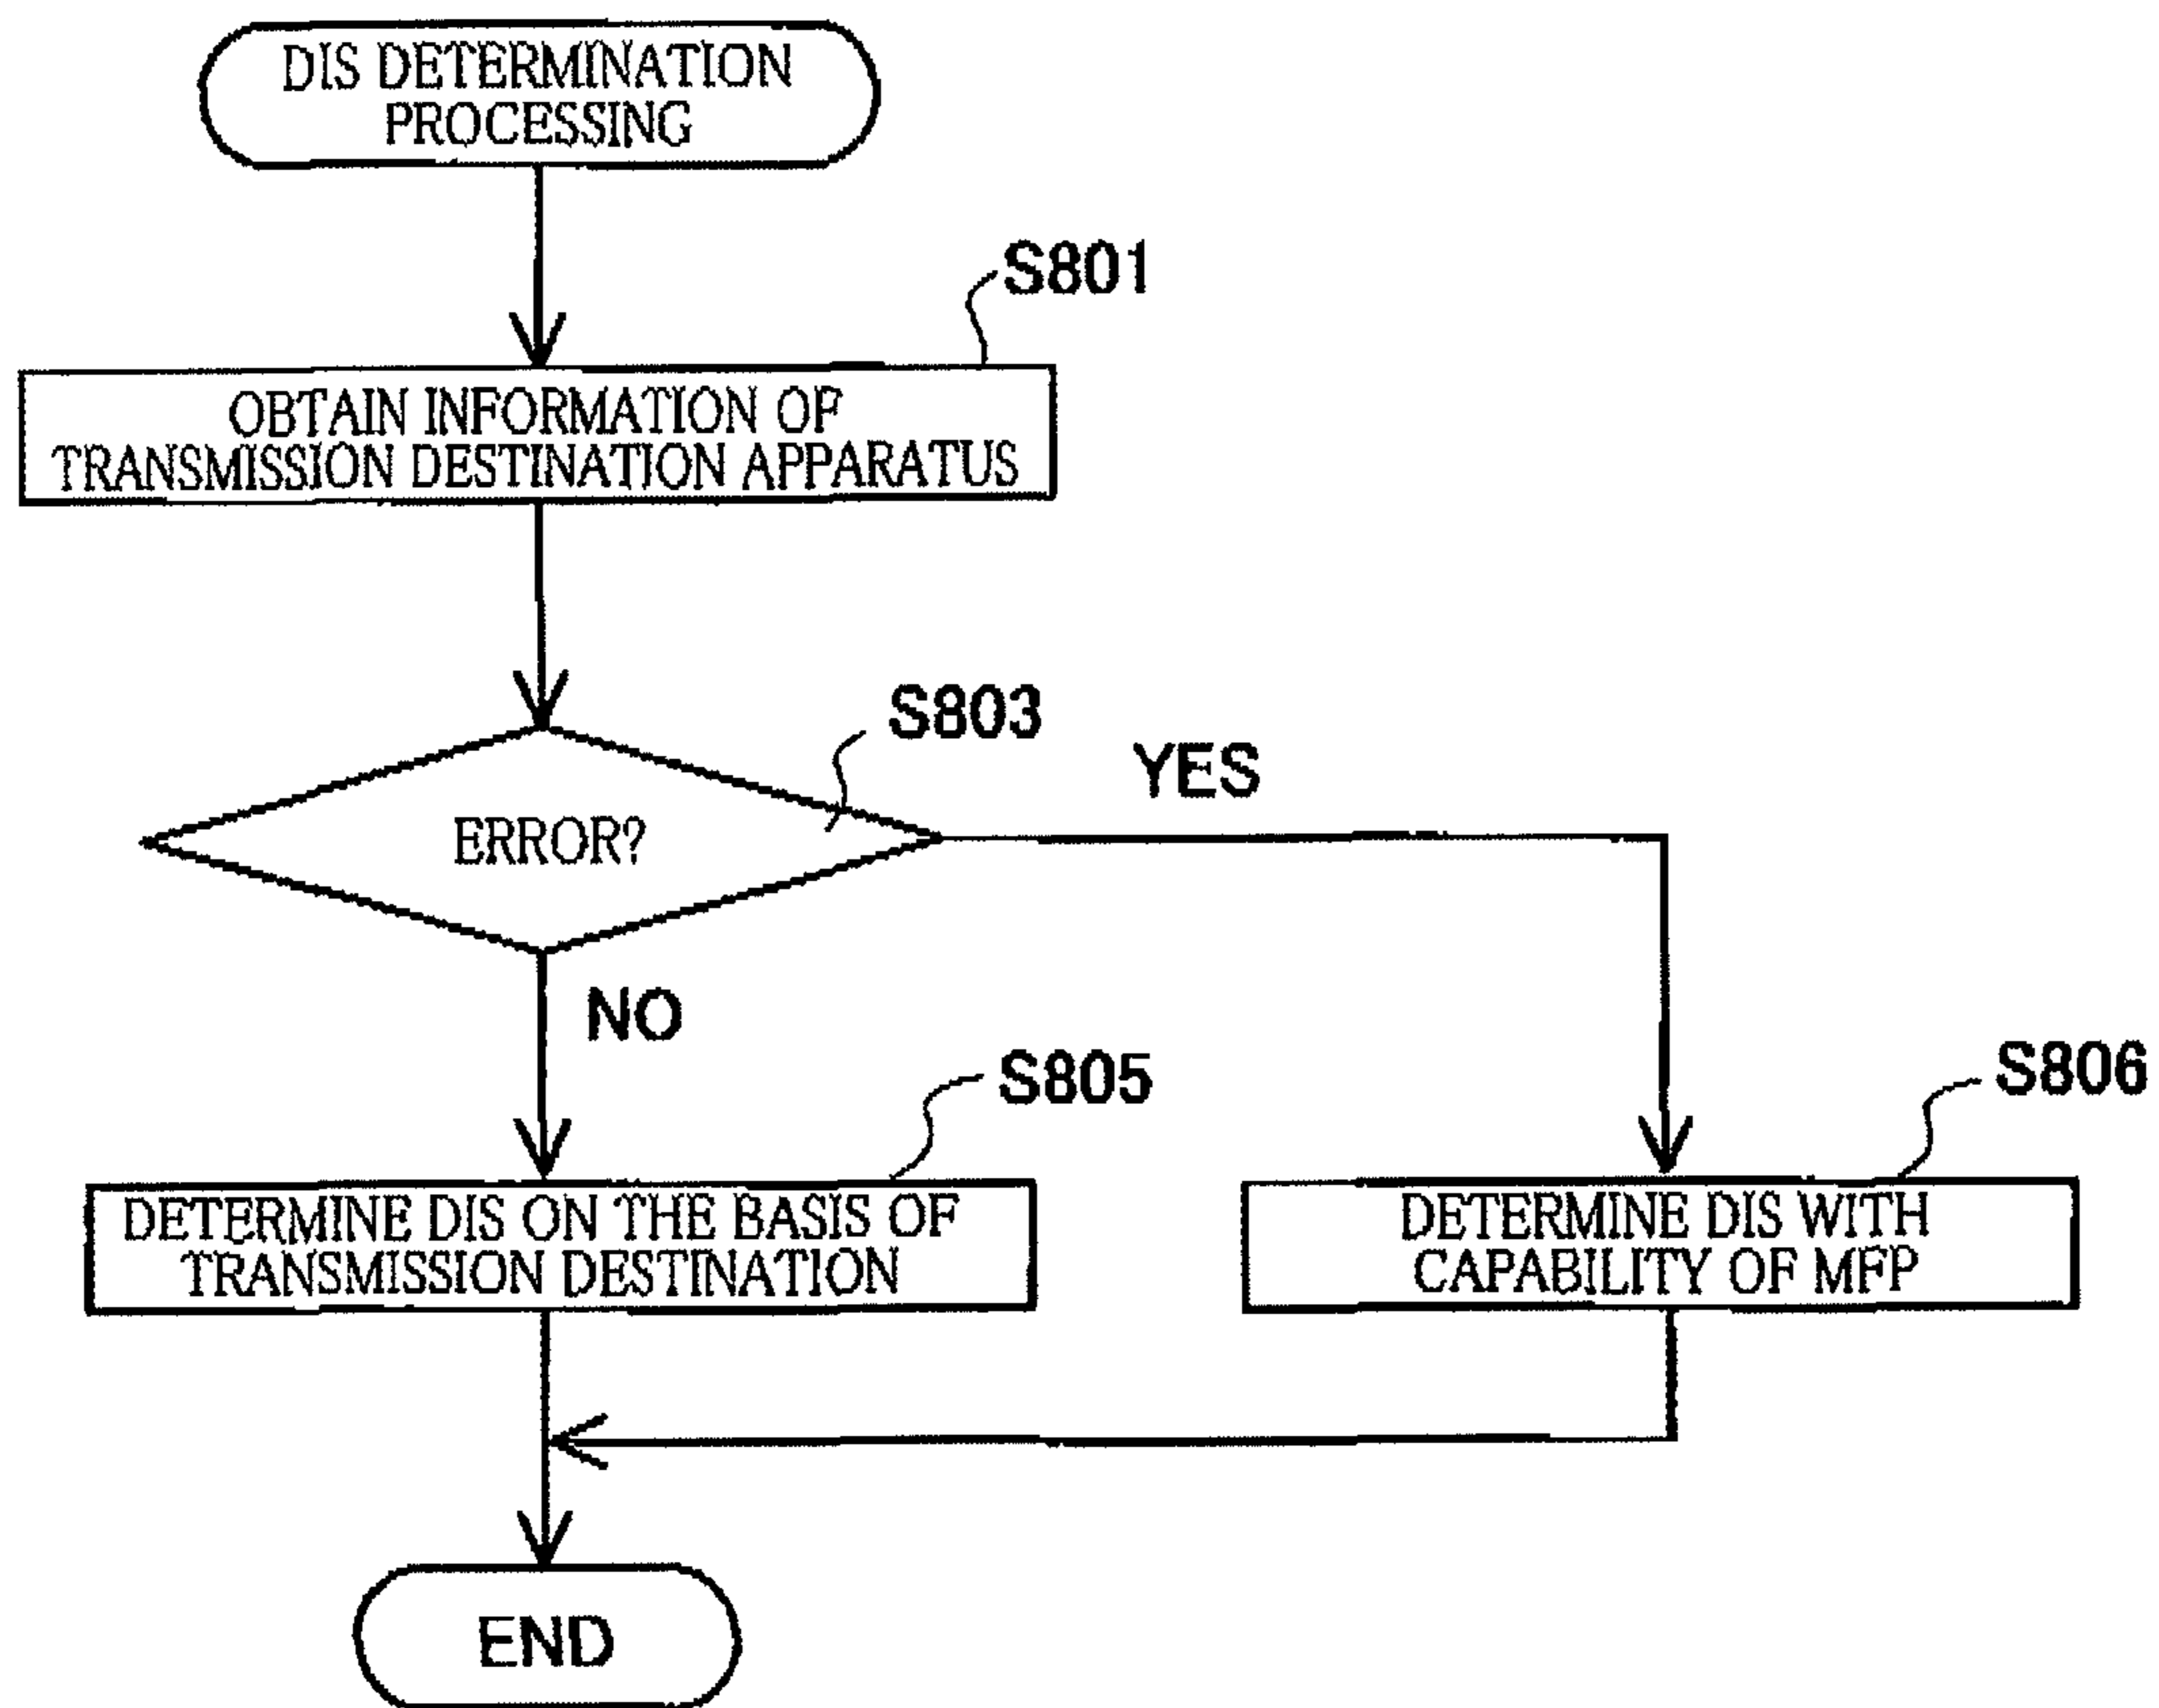 DIS DETERMINATION
PROCESSING
S801
OBTAIN INFORMATION OF
TRANSMISSION DESTINATION APPARATUS
S803
YES
ERROR?
NO
S805
S806
DETERMINE DIS ON THE BASIS OF
TRANSMISSION DESTINATION
DETERMINE DIS WITH
CAPABILITY OF MFP
END